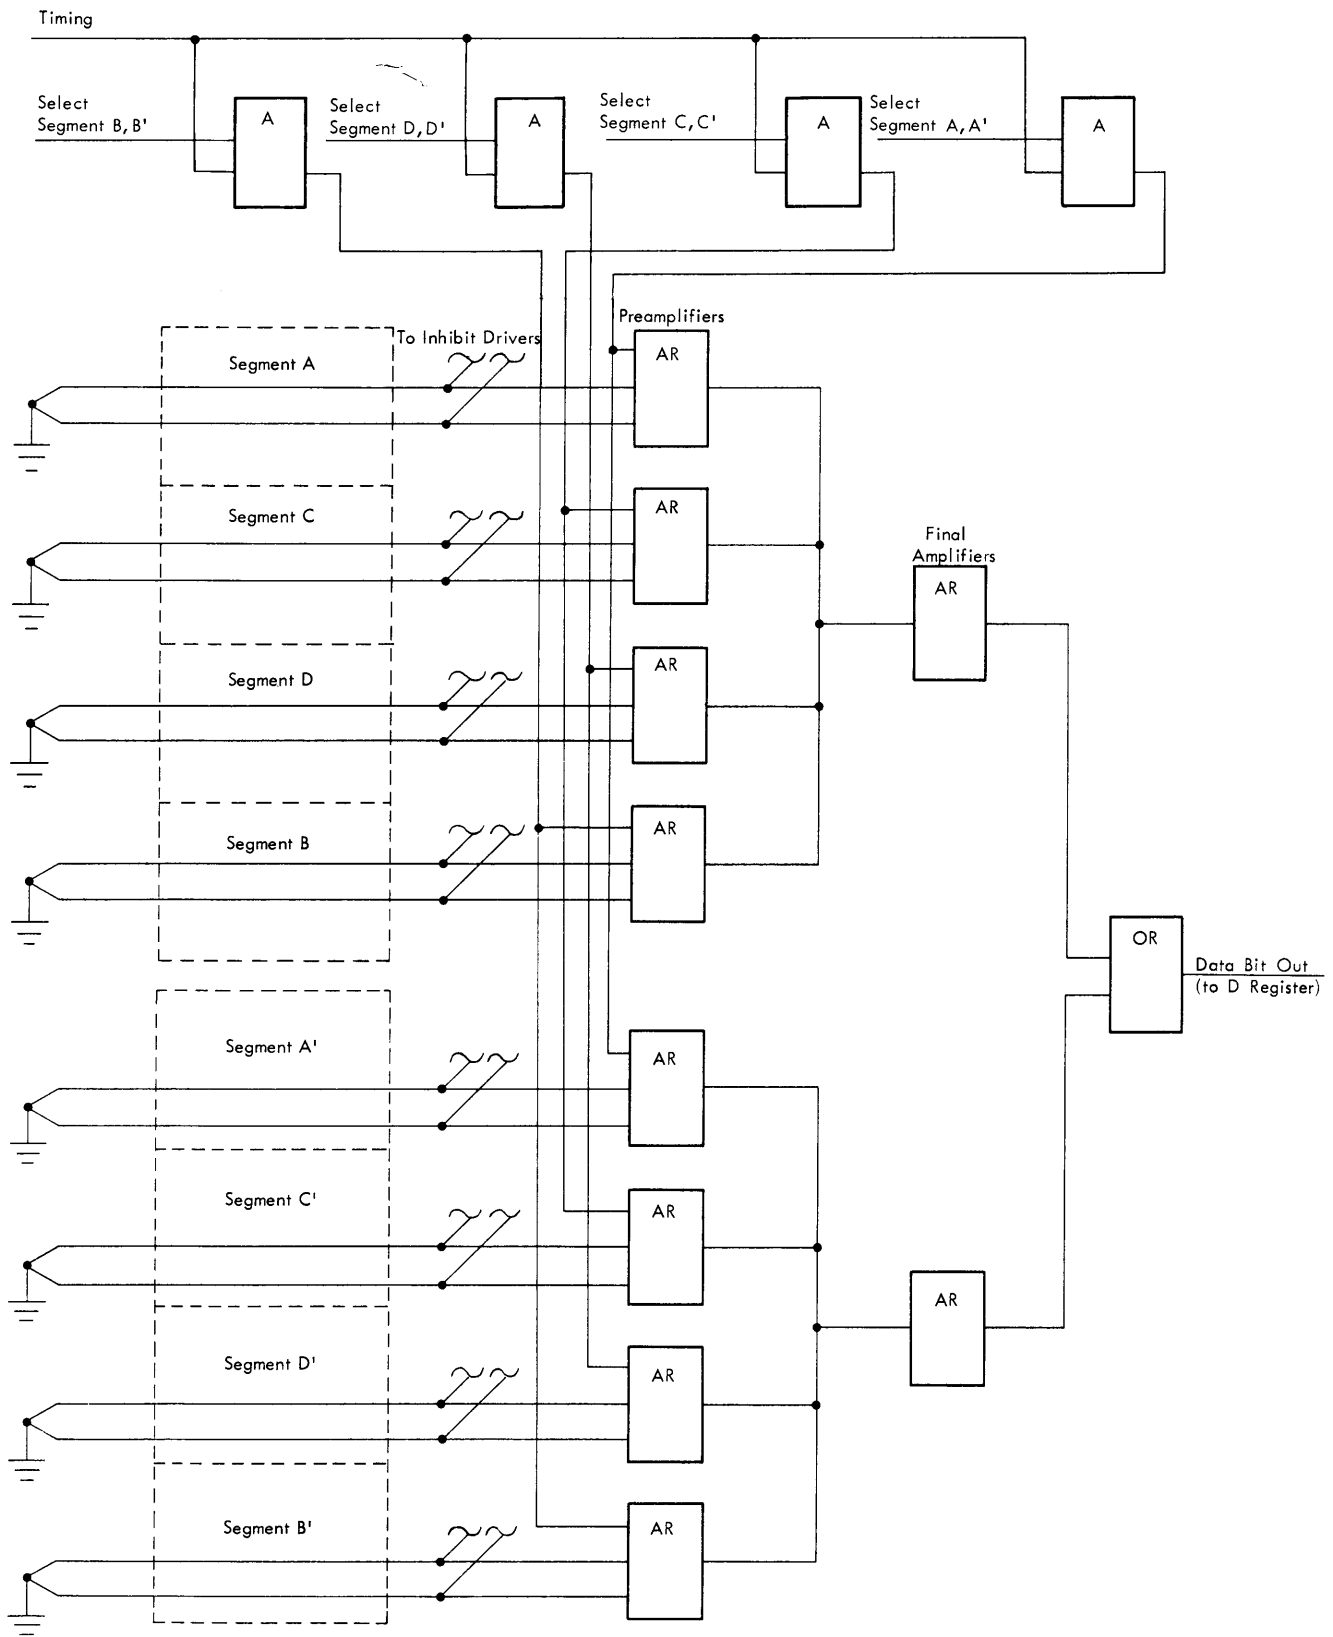 Timing
Select
Segment B,B'
A
Select
Segment D,D'
A
Select
Segment C,C'
A
Select
Segment A,A'
A
To Inhibit Drivers
Preamplifiers
Segment A
AR
Segment C
AR
Final
Amplifiers
AR
Segment D
AR
Segment B
AR
OR
Data Bit Out
(to D Register)
Segment A'
AR
Segment C'
AR
AR
Segment D'
AR
Segment B'
AR